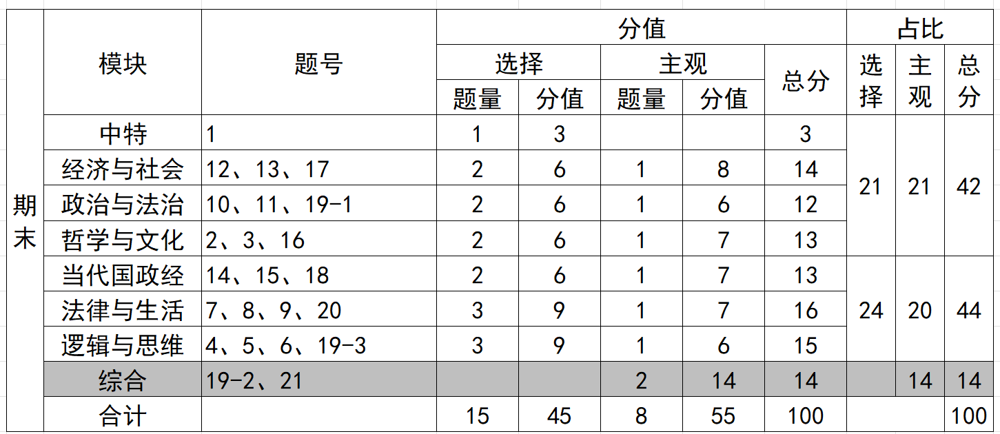 期末 模块 题号 分值 占比
选择 主观 总分 选择 主观 总分
题量 分值 题量 分值
中特 1 1 3 3 21 21 42
经济与社会 12、13、17 2 6 1 8 14
政治与法治 10、11、19-1 2 6 1 6 12
哲学与文化 2、3、16 2 6 1 7 13
当代国政经 14、15、18 2 6 1 7 13 24 20 44
法律与生活 7、8、9、20 3 9 1 7 16
逻辑与思维 4、5、6、19-3 3 9 1 6 15
综合 19-2、21 2 14 14 14 14
合计 15 45 8 55 100 100